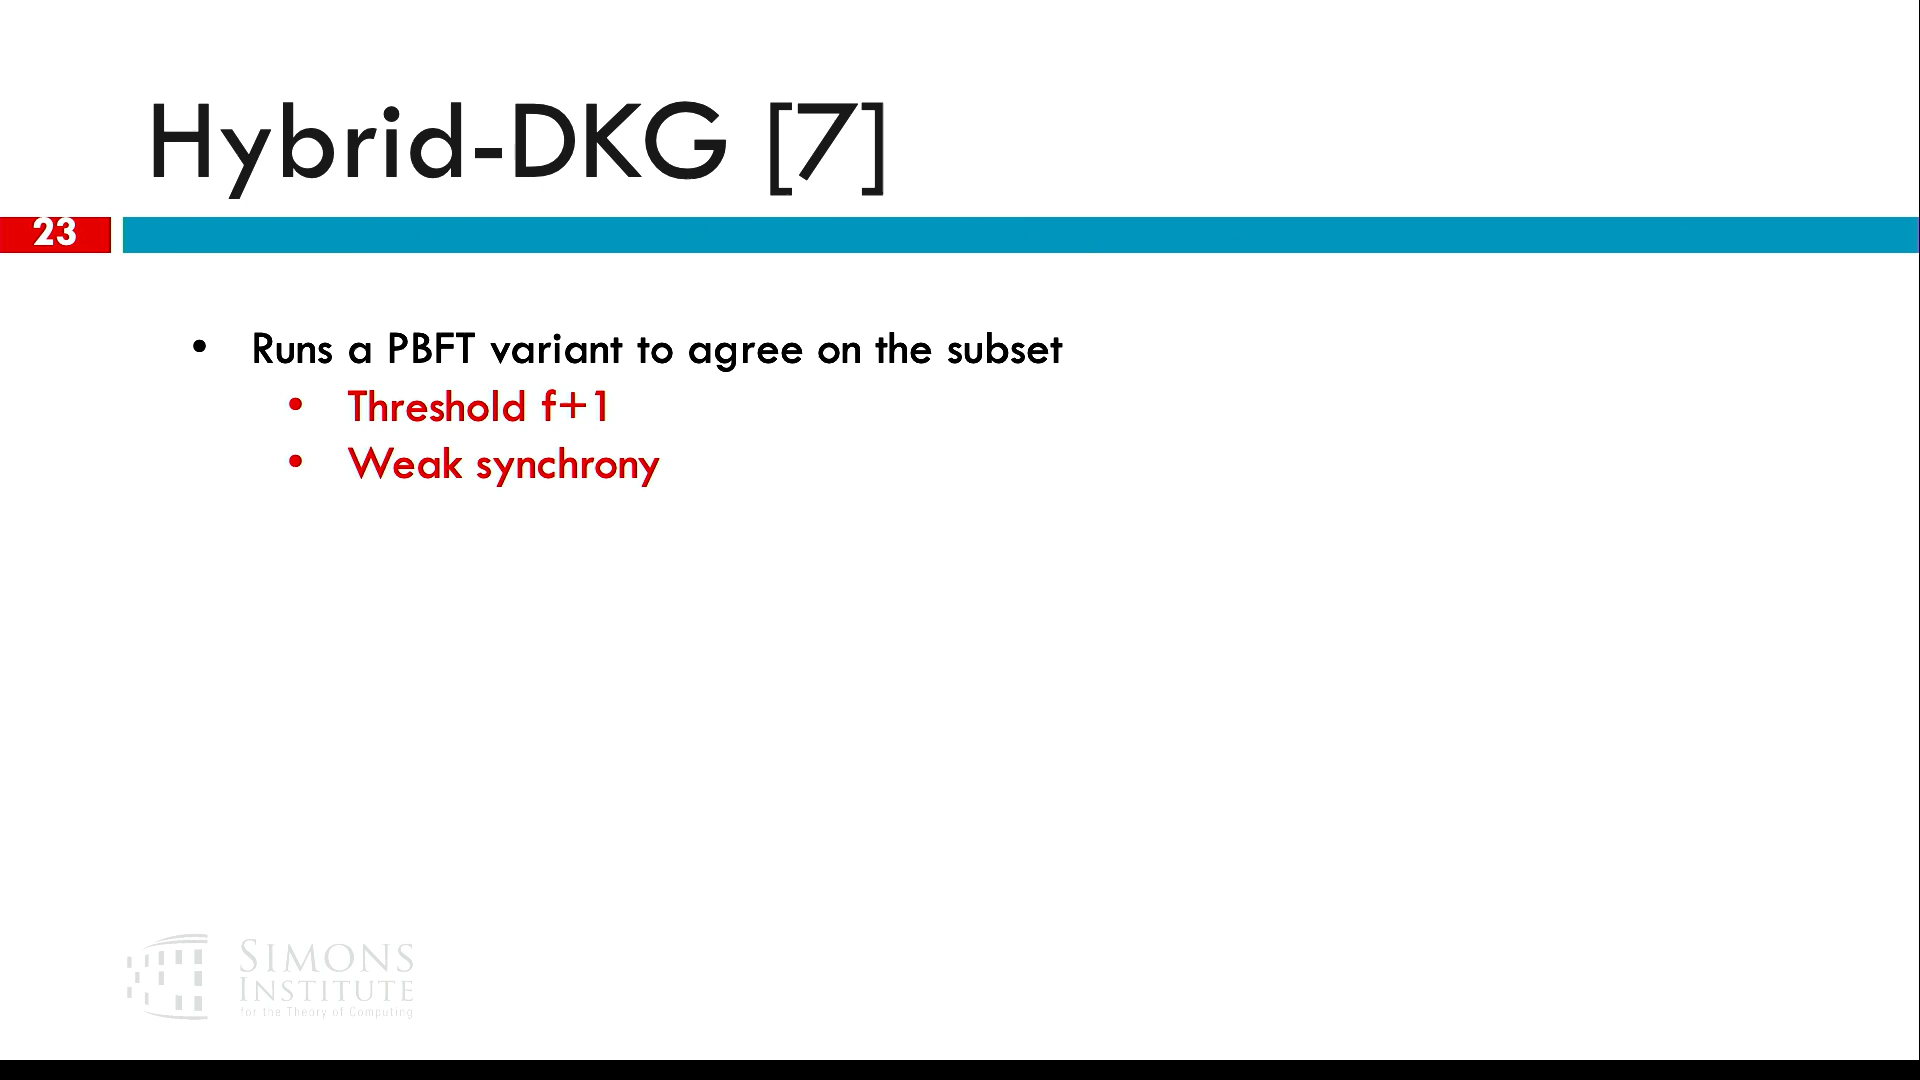 Hybrid-DKG [7]
23
• Runs a PBFT variant to agree on the subset
• Threshold f+1
• Weak synchrony
SIMONS
INSTITUTE
for the Theory of Computing